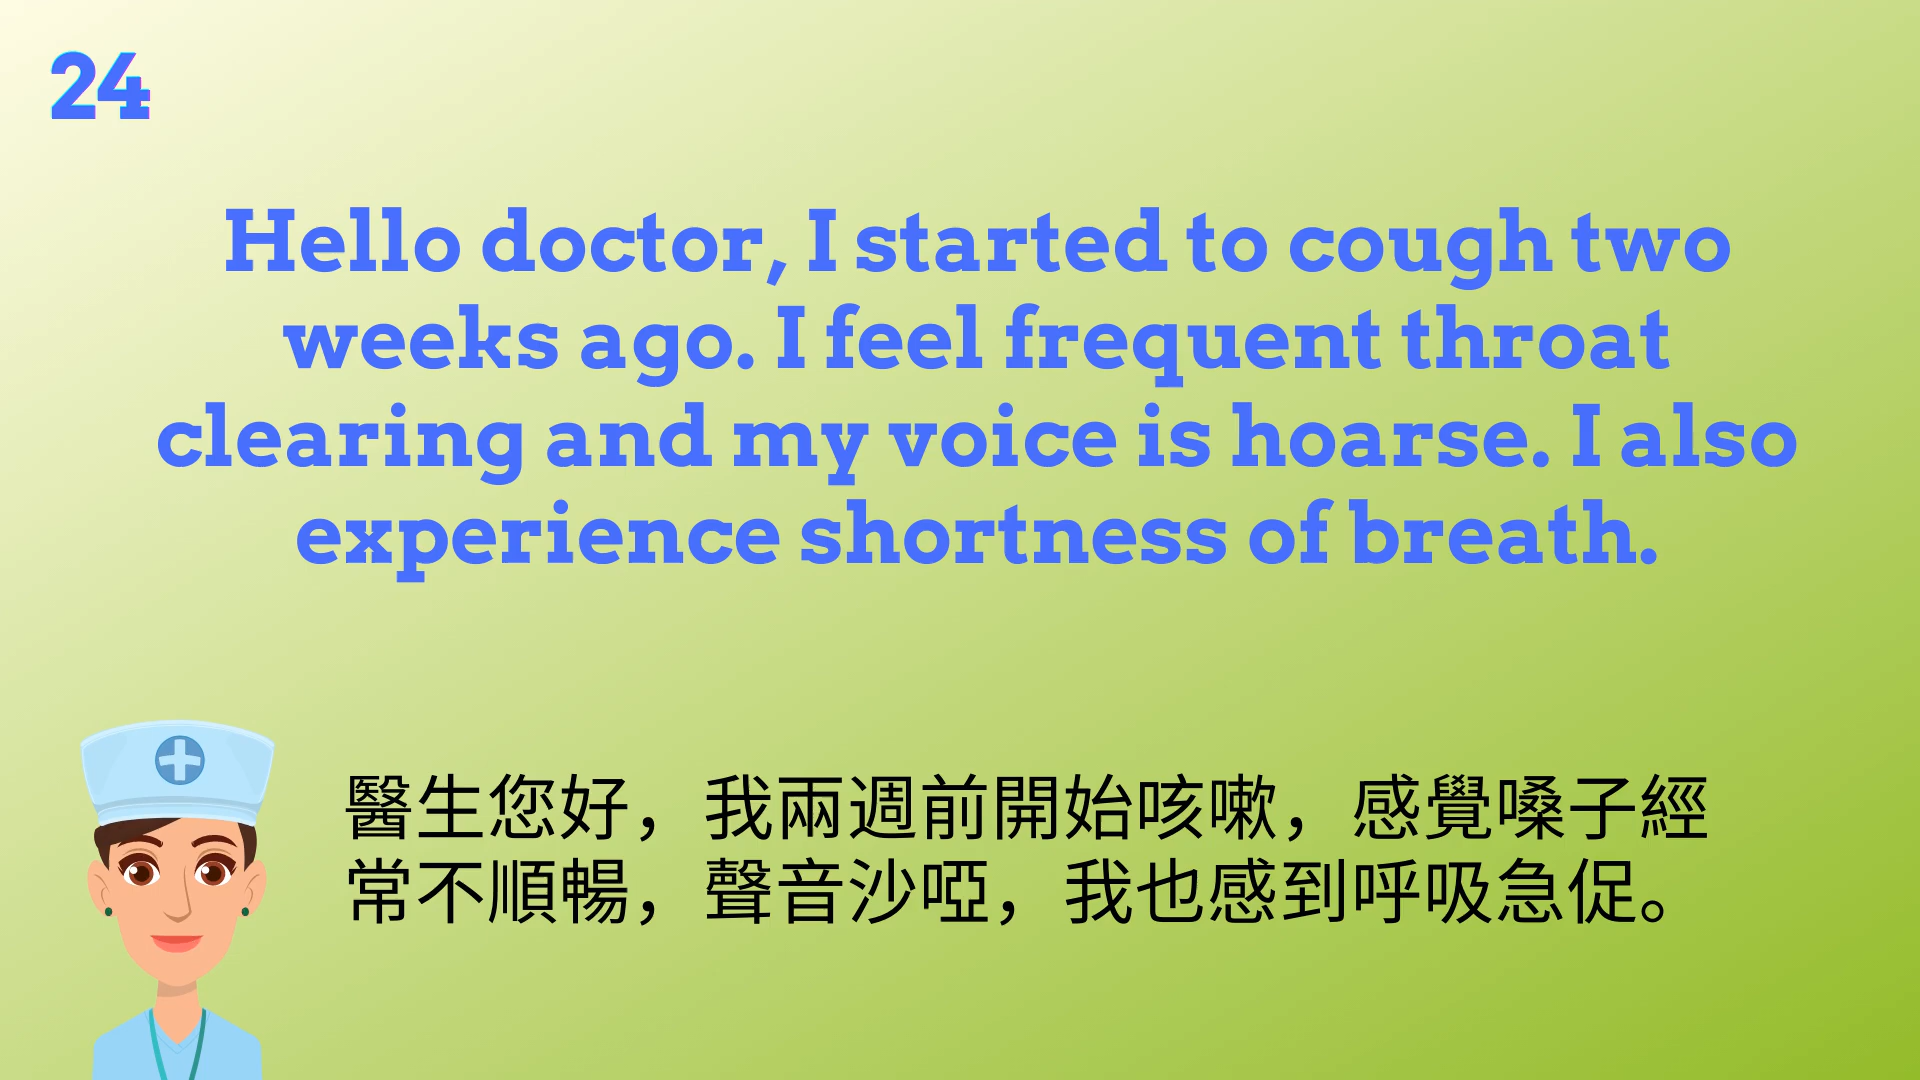 24
Hello doctor, I started to cough two
weeks ago. I feel frequent throat
clearing and my voice is hoarse. I also
experience shortness of breath.
醫生您好，我兩週前開始咳嗽，感覺嗓子經
常不順暢，聲音沙啞，我也感到呼吸急促。